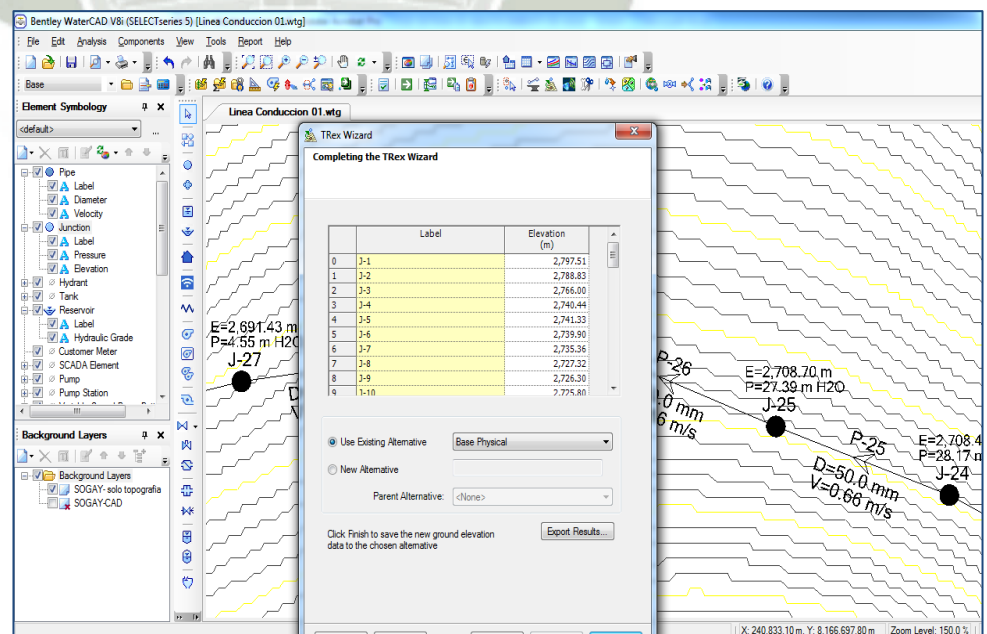 Bentley WaterCAD V8i (SELECTseries 5) [Linea Conduccion 01.wtg]
File Edit Analysis Components View Tools Report Help
Base
Element Symbology
<default>
Pipe
Label
Diameter
Velocity
Junction
Label
Pressure
Elevation
Hydrant
Tank
Reservoir
Label
Hydraulic Grade
Customer Meter
SCADA Element
Pump
Pump Station
Background Layers
Background Layers
SOGAY- solo topografia
SOGAY-CAD
Linea Conduccion 01.wtg
E=2,691.43 m
P=4.55 m H2O
J-27
TRex Wizard
Completing the TRex Wizard
Label Elevation (m)
0 J-1 2,797.51
1 J-2 2,788.83
2 J-3 2,766.00
3 J-4 2,740.44
4 J-5 2,741.33
5 J-6 2,739.90
6 J-7 2,735.36
7 J-8 2,727.32
8 J-9 2,726.30
9 J-10 2,725.80
Use Existing Alternative Base Physical
New Alternative
Parent Alternative: <None>
Click Finish to save the new ground elevation
data to the chosen alternative
Export Results...
P-26
E=2,708.70 m
P=27.39 m H2O
J-25
P-25
D=50.0 mm
V=0.66 m/s
E=2,708.4
P=28.17 m
J-24
X: 240,833.10 m, Y: 8,166,697.80 m Zoom Level: 150.0 %